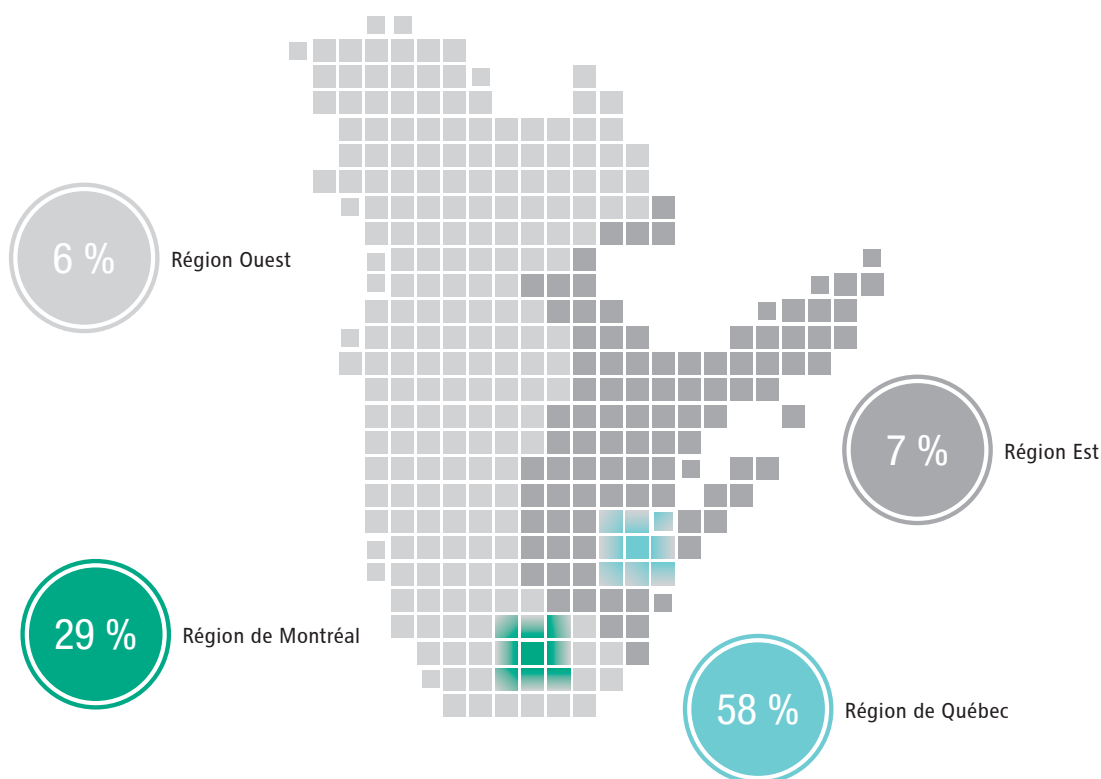 6 %
Région Ouest
7 %
Région Est
29 %
Région de Montréal
58 %
Région de Québec